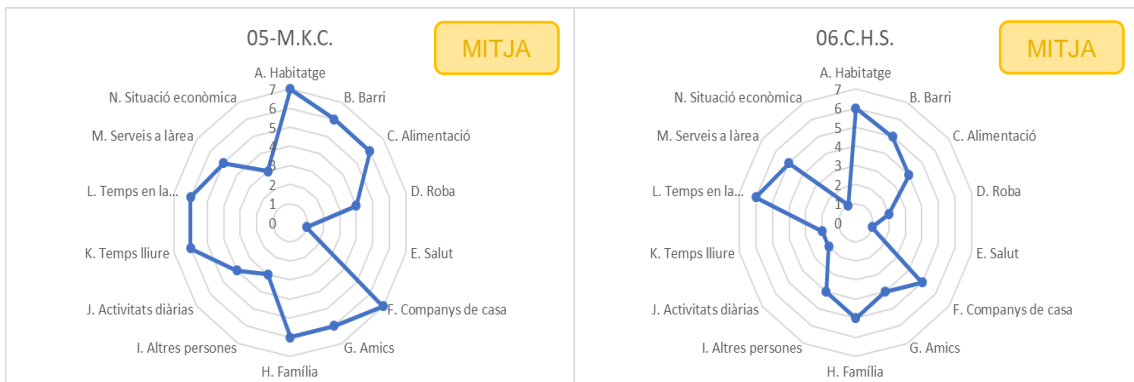 05-M.K.C.
MITJA
A. Habitatge
B. Barri
C. Alimentació
D. Roba
E. Salut
F. Companys de casa
G. Amics
H. Família
I. Altres persones
J. Activitats diàrias
K. Temps lliure
L. Temps en la...
M. Serveis a làrea
N. Situació econòmica
7
6
5
4
3
2
1
0
06.C.H.S.
MITJA
A. Habitatge
B. Barri
C. Alimentació
D. Roba
E. Salut
F. Companys de casa
G. Amics
H. Família
I. Altres persones
J. Activitats diàrias
K. Temps lliure
L. Temps en la...
M. Serveis a làrea
N. Situació econòmica
7
6
5
4
3
2
1
0